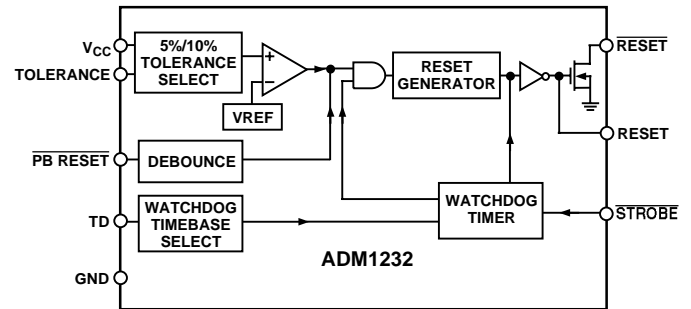 VCC
TOLERANCE
5%/10%
TOLERANCE
SELECT
+
−
VREF
RESET
GENERATOR
RESET
RESET
PB RESET
DEBOUNCE
TD
WATCHDOG
TIMEBASE
SELECT
WATCHDOG
TIMER
STROBE
ADM1232
GND